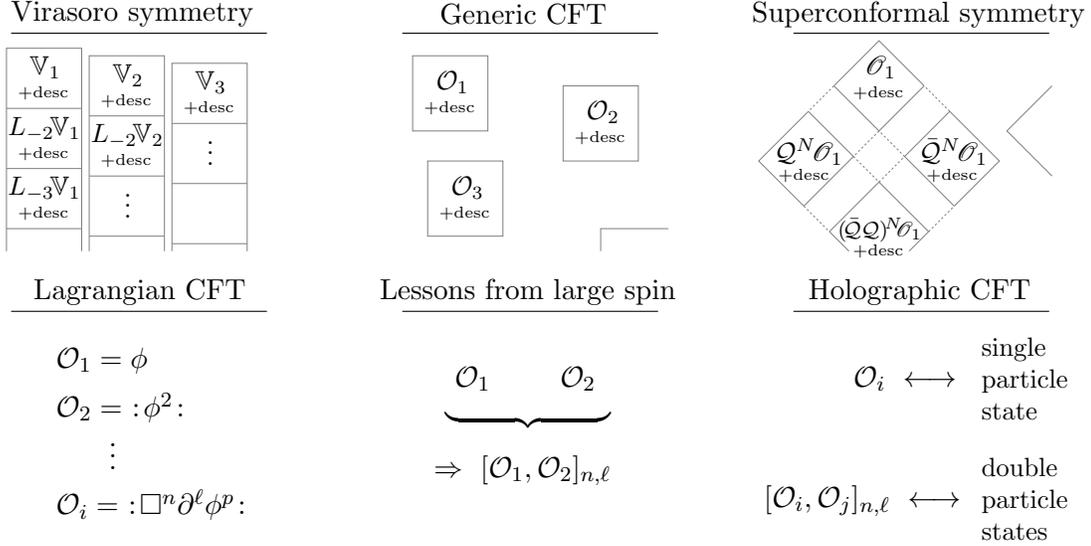 Virasoro symmetry
𝕍₁
+desc
L₋₂𝕍₁
+desc
L₋₃𝕍₁
+desc
𝕍₂
+desc
L₋₂𝕍₂
+desc
⋮
𝕍₃
+desc
⋮
Generic CFT
𝒪₁
+desc
𝒪₂
+desc
𝒪₃
+desc
Superconformal symmetry
𝒪₁
+desc
𝒬ᴺ𝒪₁
+desc
𝒬̄ᴺ𝒪₁
+desc
(𝒬̄𝒬)ᴺ𝒪₁
+desc
Lagrangian CFT
𝒪₁ = ϕ
𝒪₂ = :ϕ²:
⋮
𝒪ᵢ = :□ⁿ∂^ℓϕᵖ:
Lessons from large spin
𝒪₁ 𝒪₂
⇒ [𝒪₁, 𝒪₂]_{n,ℓ}
Holographic CFT
𝒪ᵢ ⟷ single
particle
state
[𝒪ᵢ, 𝒪ⱼ]_{n,ℓ} ⟷ double
particle
states